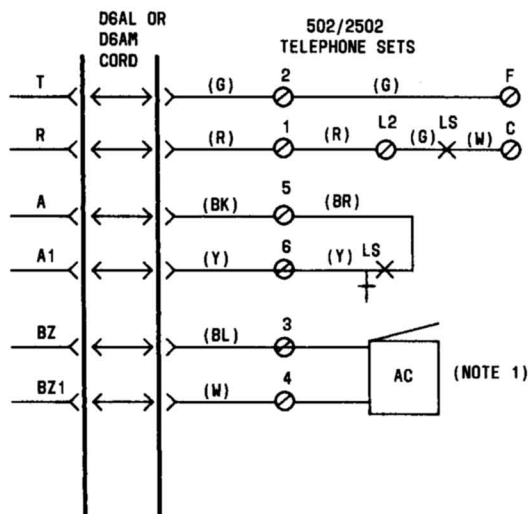 D6AL OR
D6AM
CORD
502/2502
TELEPHONE SETS
T (G) 2 (G) F
R (R) 1 (R) L2 (G) LS (W) C
A (BK) 5 (BR)
A1 (Y) 6 (Y) LS
BZ (BL) 3
AC (NOTE 1)
BZ1 (W) 4